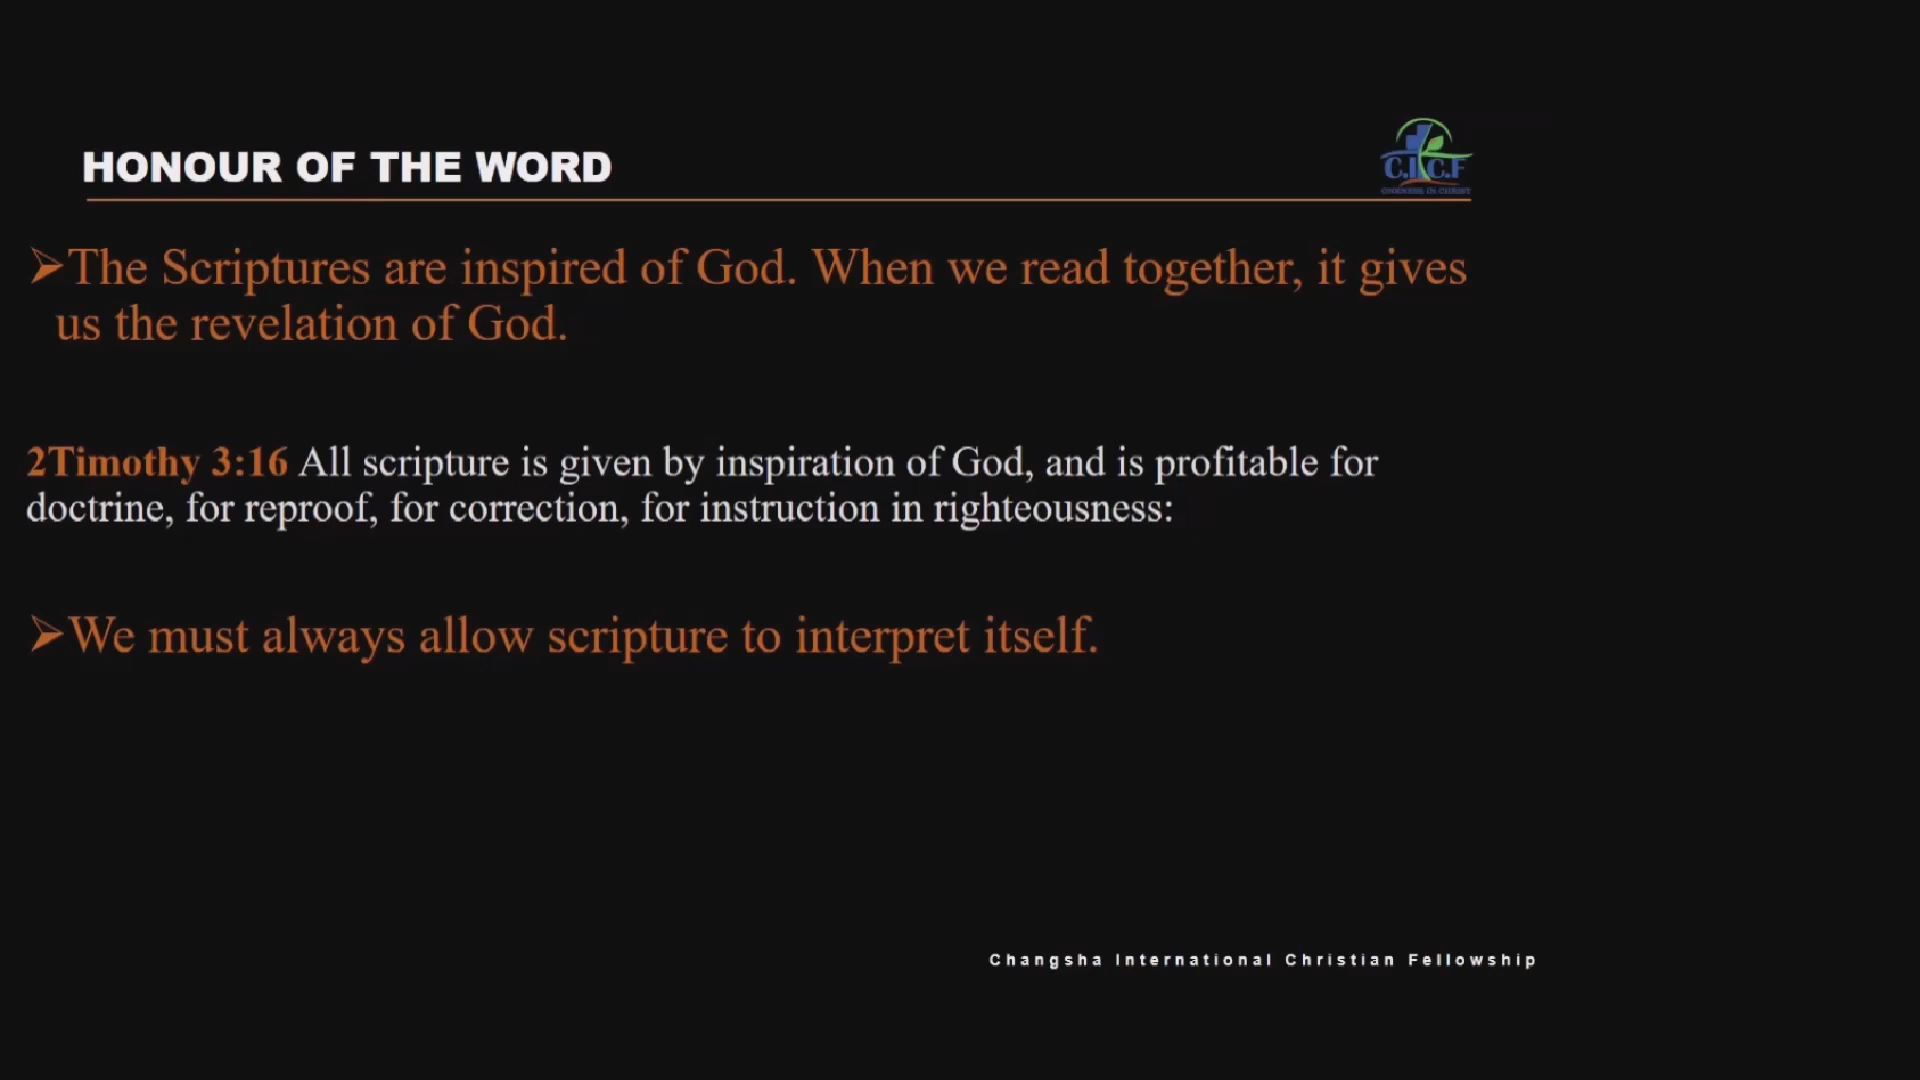 HONOUR OF THE WORD
C.I.C.F
➢The Scriptures are inspired of God. When we read together, it gives
us the revelation of God.
2Timothy 3:16 All scripture is given by inspiration of God, and is profitable for
doctrine, for reproof, for correction, for instruction in righteousness:
➢We must always allow scripture to interpret itself.
Changsha International Christian Fellowship